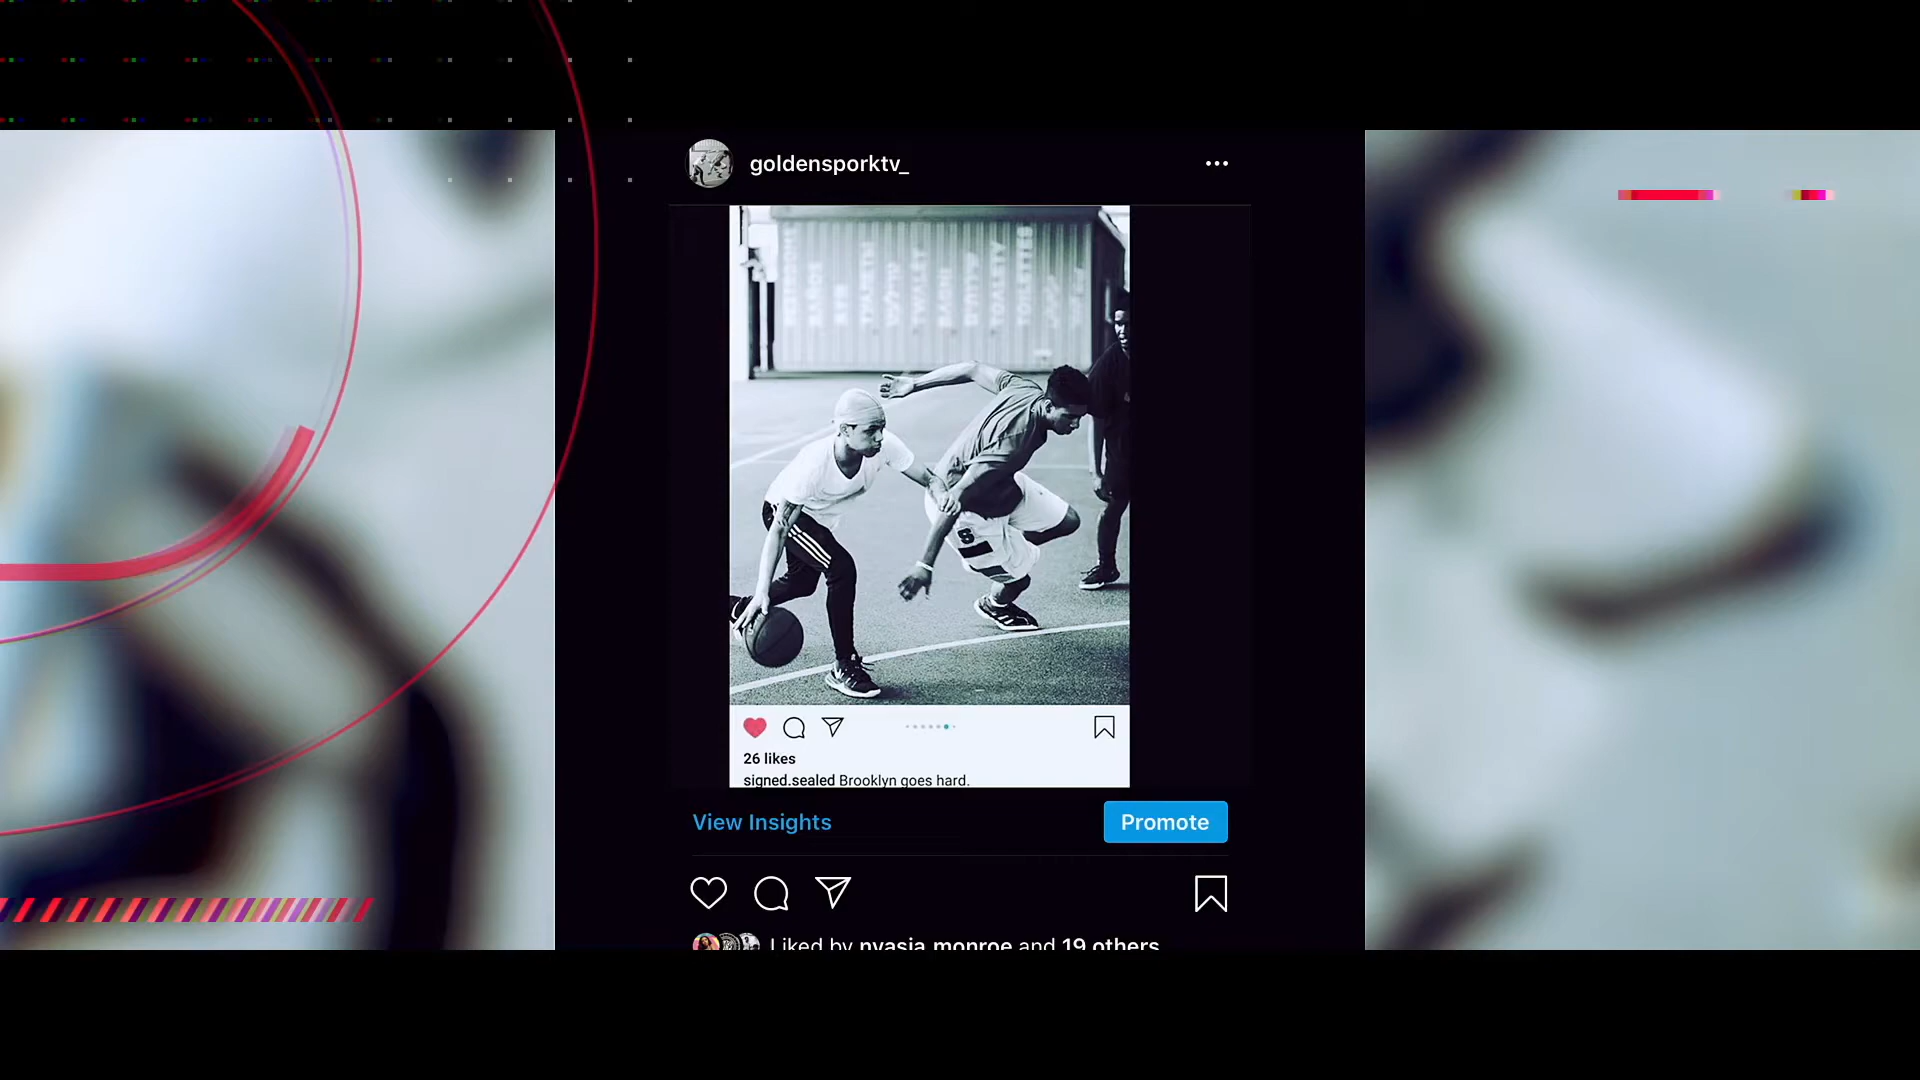 goldensporktv_
26 likes
signed.sealed Brooklyn goes hard.
View Insights
Promote
Liked by nyasia.monroe and 19 others